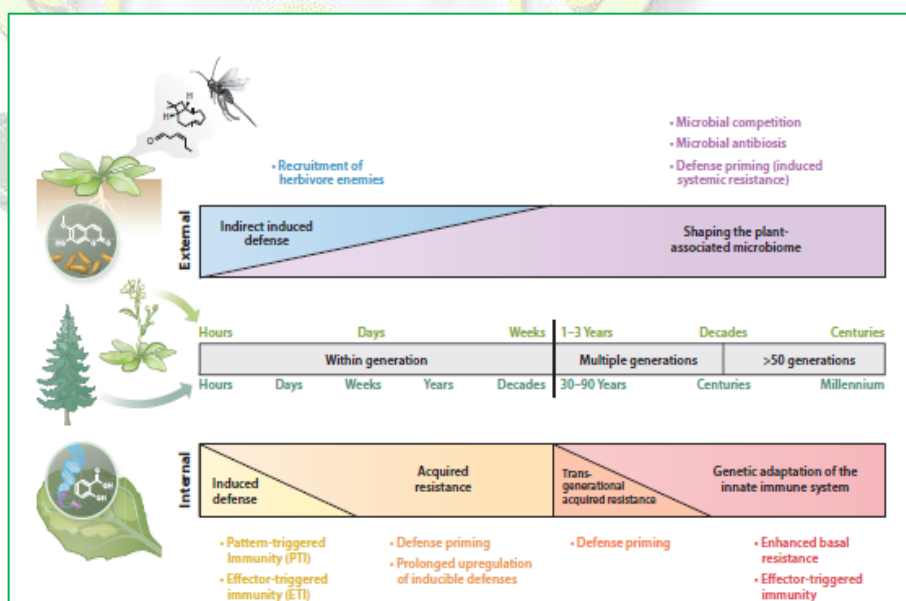 H
H
O
• Microbial competition
• Microbial antibiosis
• Defense priming (induced
systemic resistance)
• Recruitment of
herbivore enemies
External
Indirect induced
defense
Shaping the plant-
associated microbiome
Hours Days Weeks 1–3 Years Decades Centuries
Within generation Multiple generations >50 generations
Hours Days Weeks Years Decades 30–90 Years Centuries Millennium
Internal
Induced
defense
Acquired
resistance
Trans-
generational
acquired resistance
Genetic adaptation of the
innate immune system
• Pattern-triggered
Immunity (PTI)
• Effector-triggered
immunity (ETI)
• Defense priming
• Prolonged upregulation
of inducible defenses
• Defense priming
• Enhanced basal
resistance
• Effector-triggered
immunity
O
OH
OH